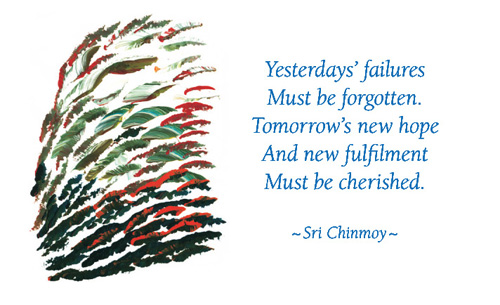 Yesterdays’ failures
Must be forgotten.
Tomorrow’s new hope
And new fulfilment
Must be cherished.
~Sri Chinmoy~